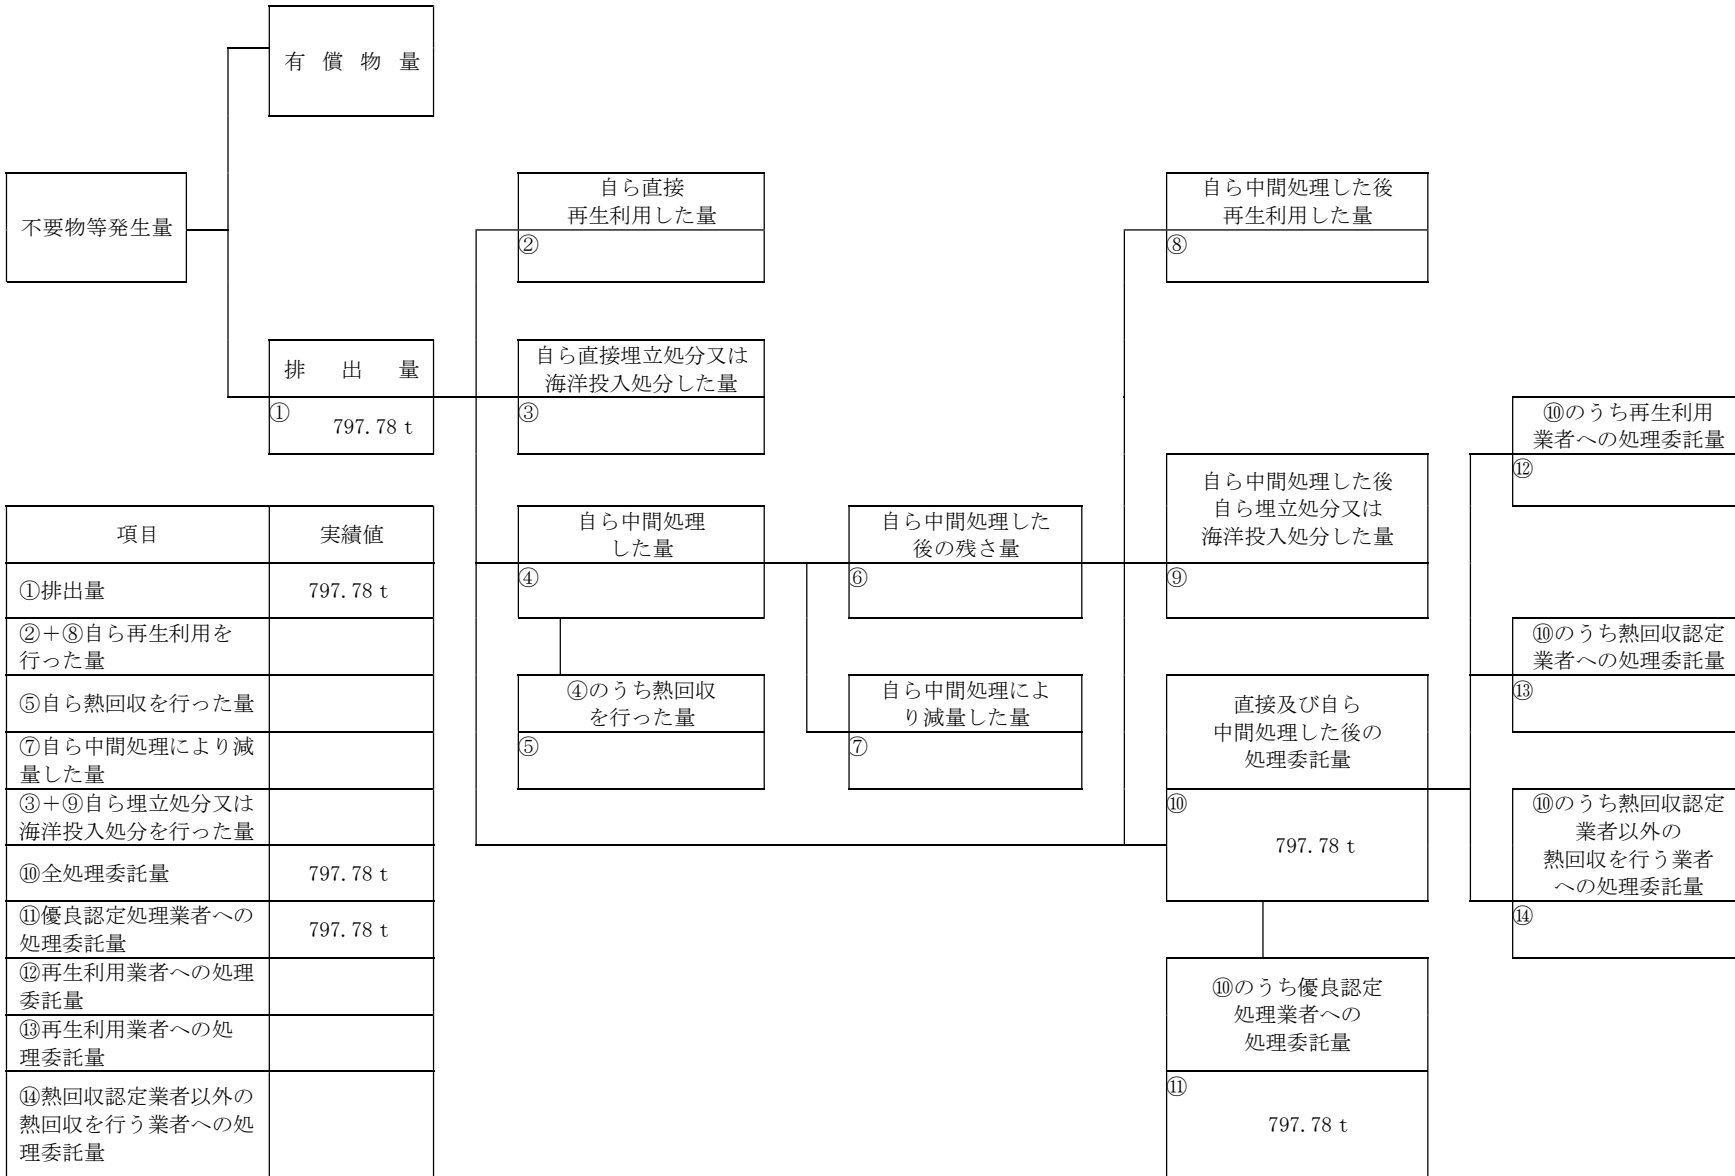 有償物量
不要物等発生量
自ら直接
再生利用した量
②
自ら中間処理した後
再生利用した量
⑧
排出量
①
797.78 t
自ら直接埋立処分又は
海洋投入処分した量
③
⑩のうち再生利用
業者への処理委託量
⑫
自ら中間処理
した量
④
自ら中間処理した
後の残さ量
⑥
自ら中間処理した後
自ら埋立処分又は
海洋投入処分した量
⑨
⑩のうち熱回収認定
業者への処理委託量
⑬
④のうち熱回収
を行った量
⑤
自ら中間処理によ
り減量した量
⑦
直接及び自ら
中間処理した後の
処理委託量
⑩
797.78 t
⑩のうち熱回収認定
業者以外の
熱回収を行う業者
への処理委託量
⑭
⑩のうち優良認定
処理業者への
処理委託量
⑪
797.78 t
項目 実績値
①排出量 797.78 t
②+⑧自ら再生利用を
行った量
⑤自ら熱回収を行った量
⑦自ら中間処理により減
量した量
③+⑨自ら埋立処分又は
海洋投入処分を行った量
⑩全処理委託量 797.78 t
⑪優良認定処理業者への
処理委託量 797.78 t
⑫再生利用業者への処理
委託量
⑬再生利用業者への処
理委託量
⑭熱回収認定業者以外の
熱回収を行う業者への処
理委託量